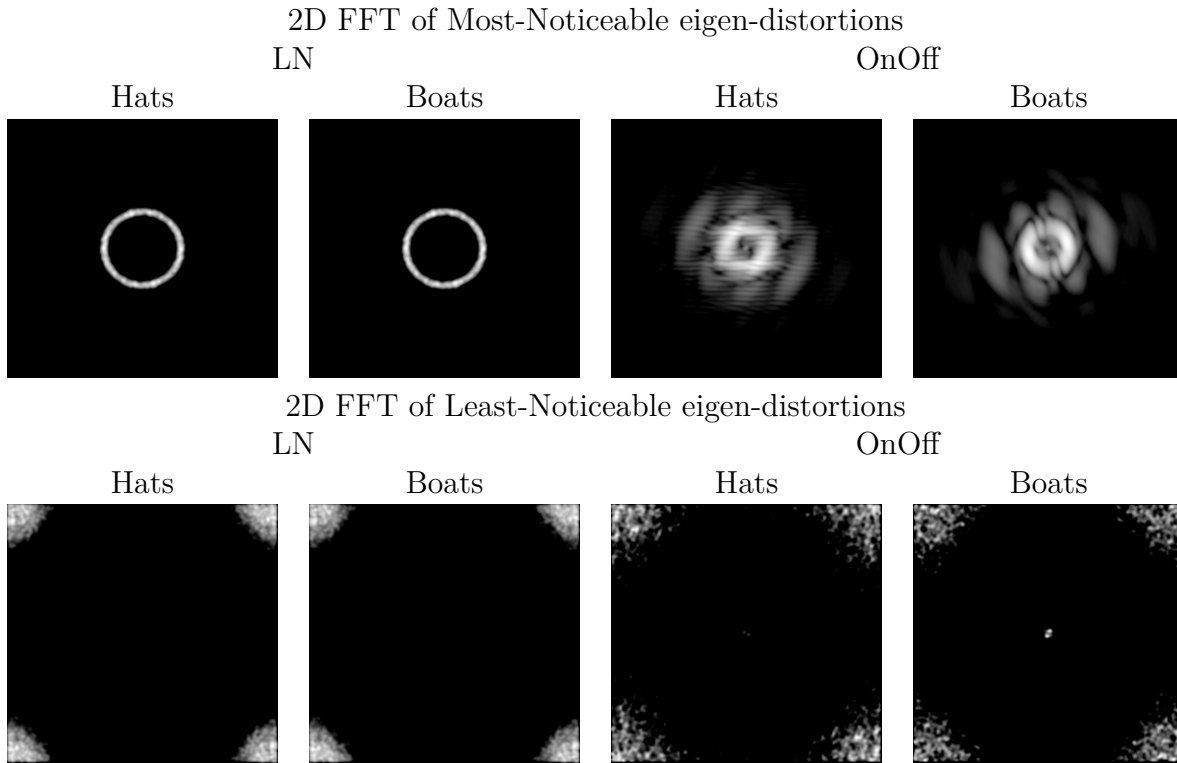 2D FFT of Most-Noticeable eigen-distortions
LN OnOff
Hats Boats Hats Boats
2D FFT of Least-Noticeable eigen-distortions
LN OnOff
Hats Boats Hats Boats